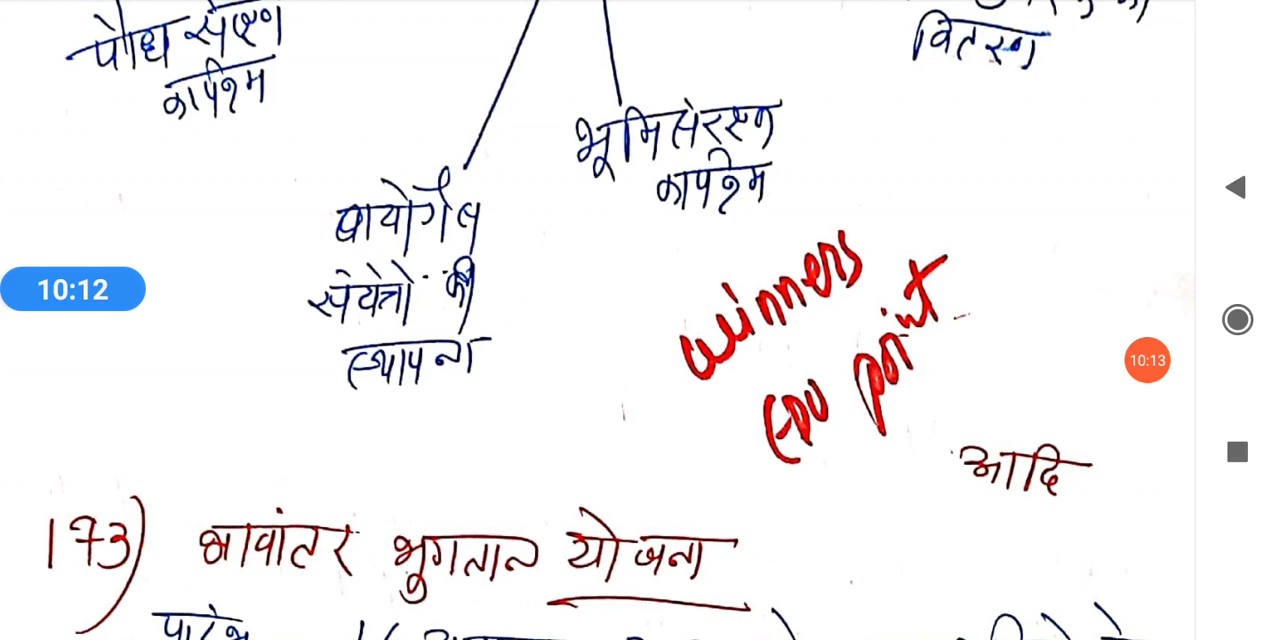 पौध संरक्षण
कार्यक्रम
वितरण
भूमि संरक्षण
कार्यक्रम
बायोगैस
संयंत्रो की
स्थापना
10:12
winners
EDU point
10:13
आदि
173) भावांतर भुगतान योजना